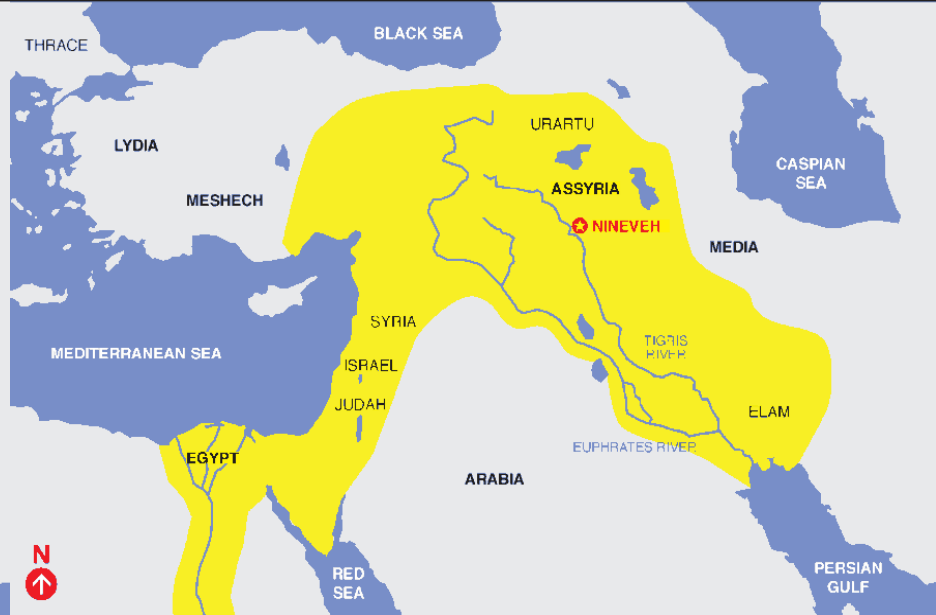 BLACK SEA
THRACE
URARTU
LYDIA
CASPIAN
SEA
ASSYRIA
MESHECH
NINEVEH
MEDIA
SYRIA
TIGRIS
RIVER
MEDITERRANEAN SEA
ISRAEL
JUDAH
ELAM
EUPHRATES RIVER
EGYPT
ARABIA
N
RED
SEA
PERSIAN
GULF